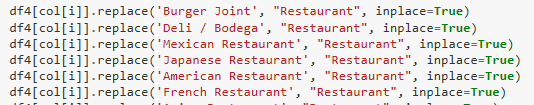 df4[col[i]].replace('Burger Joint', "Restaurant", inplace=True)
df4[col[i]].replace('Deli / Bodega', "Restaurant", inplace=True)
df4[col[i]].replace('Mexican Restaurant', "Restaurant", inplace=True)
df4[col[i]].replace('Japanese Restaurant', "Restaurant", inplace=True)
df4[col[i]].replace('American Restaurant', "Restaurant", inplace=True)
df4[col[i]].replace('French Restaurant', "Restaurant", inplace=True)